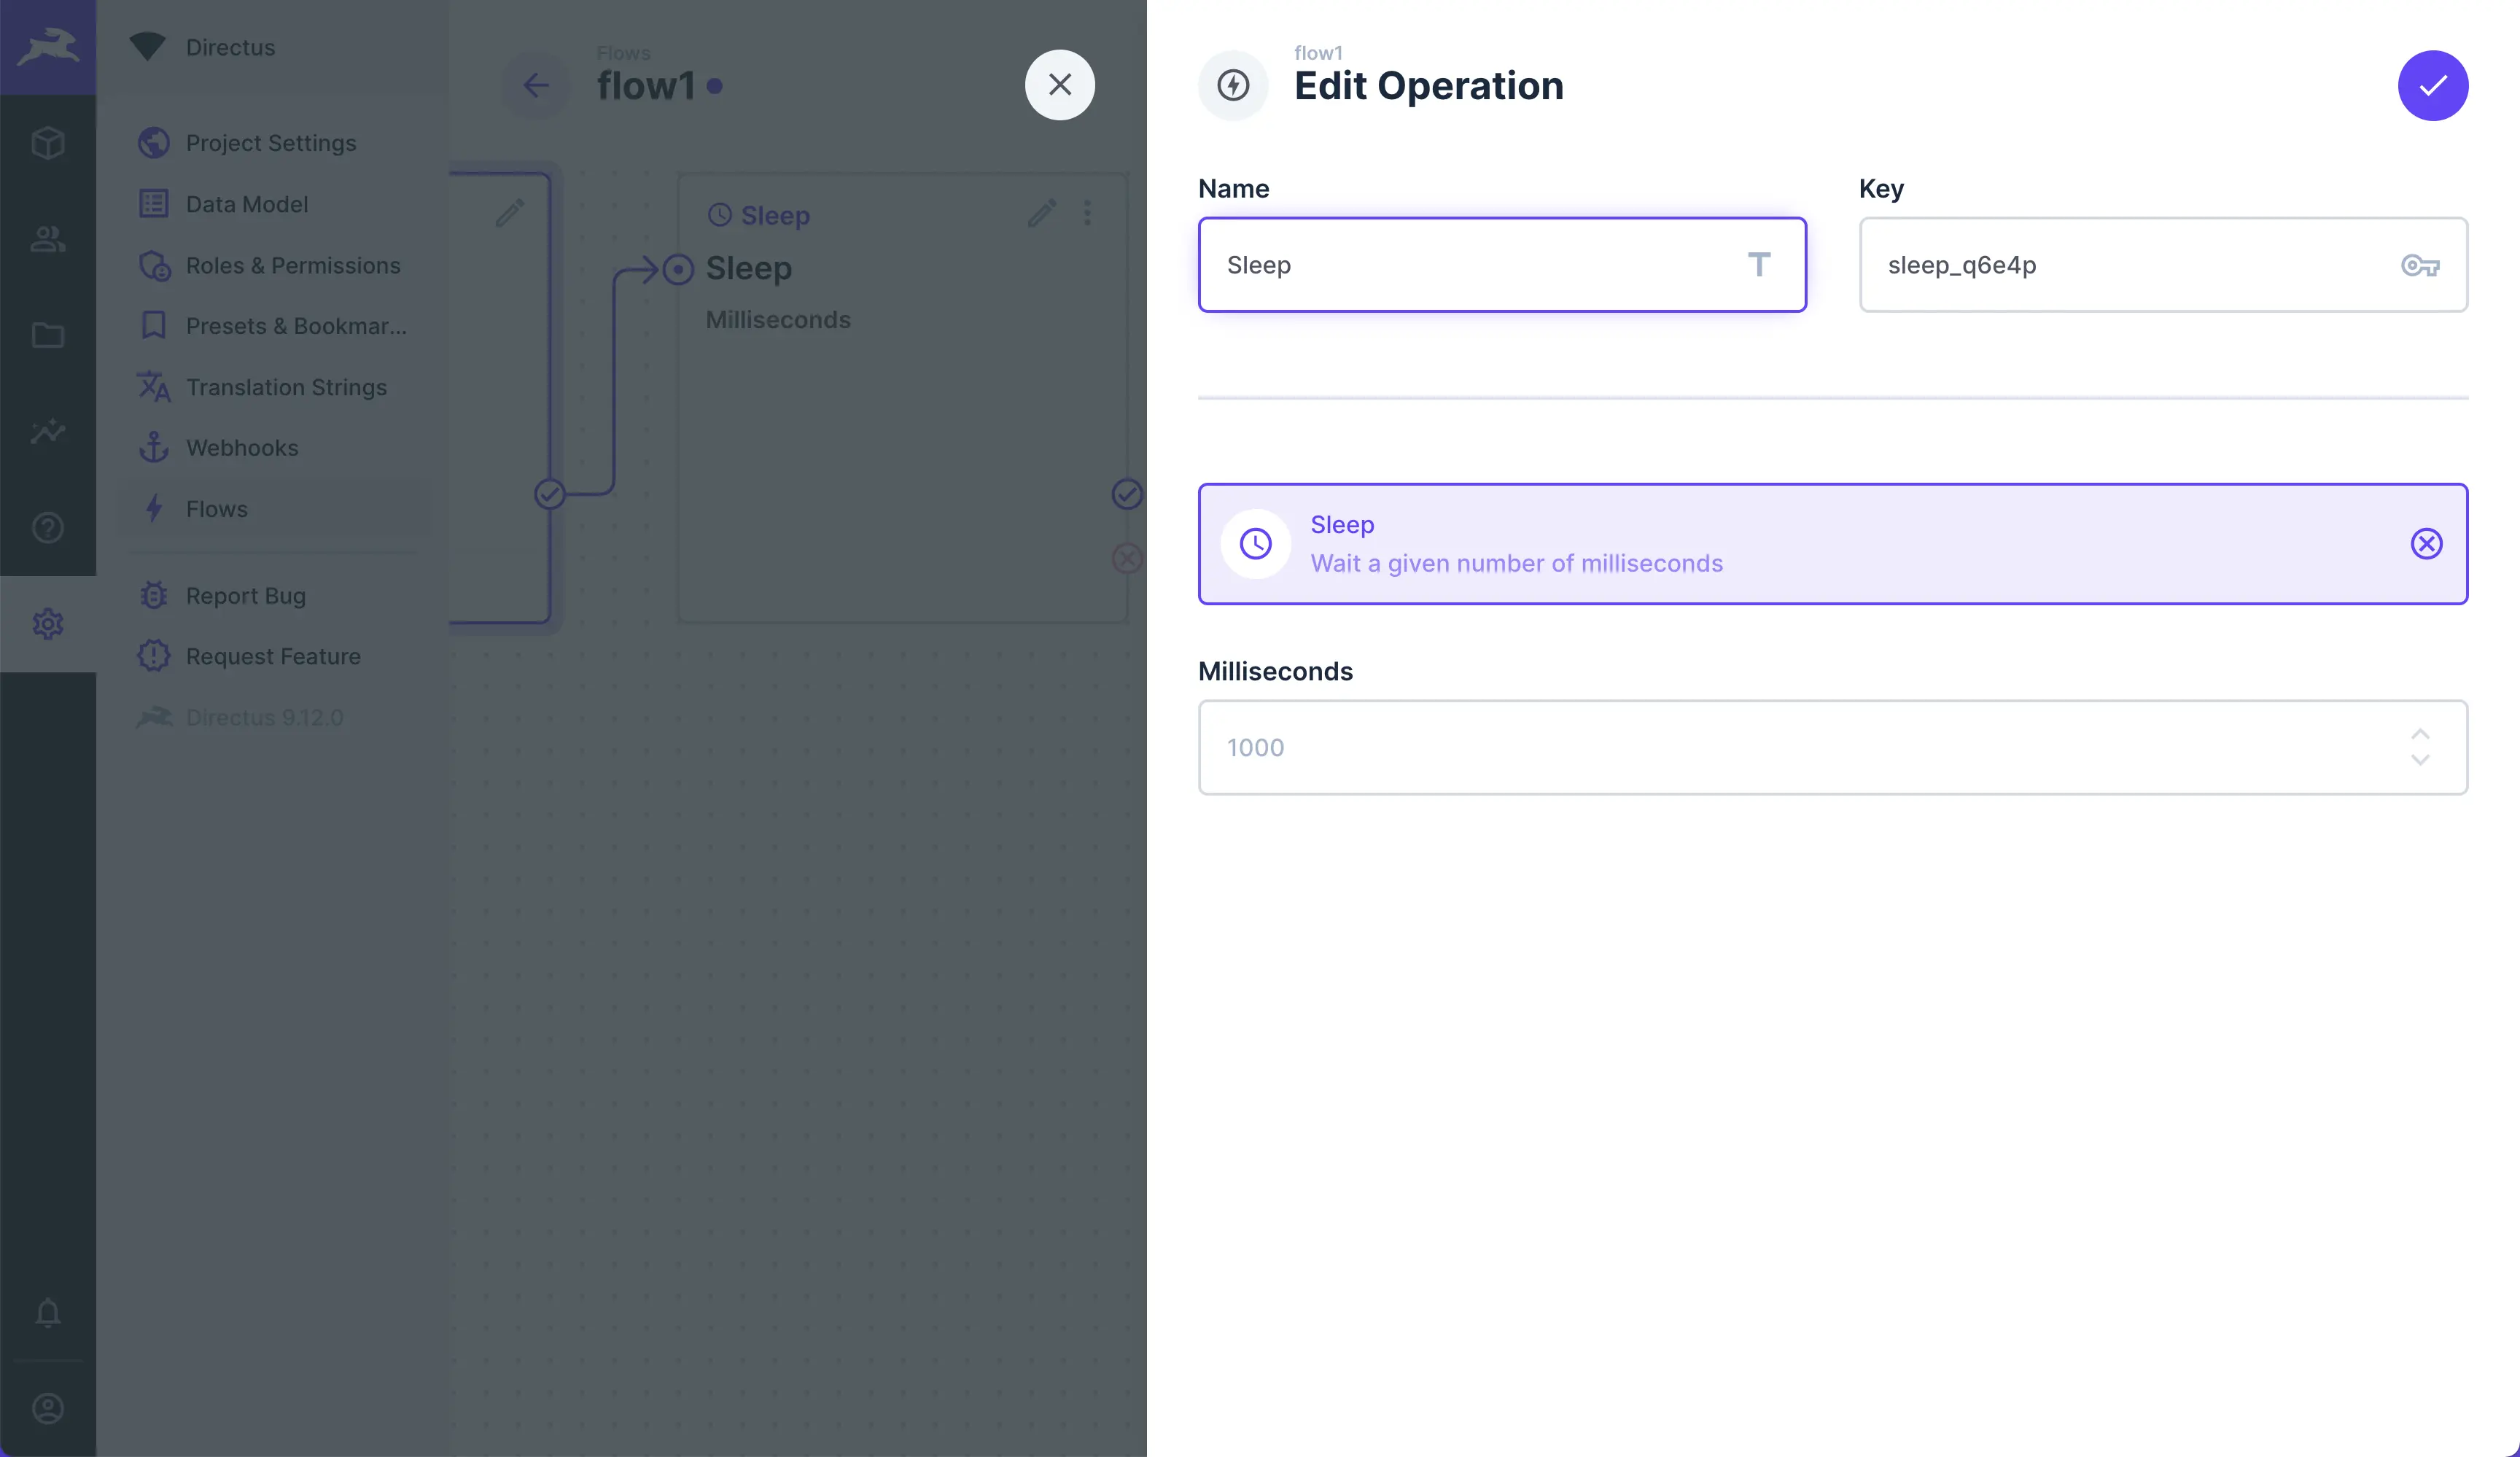 Directus
Project Settings
Data Model
Roles & Permissions
Presets & Bookmar...
Translation Strings
Webhooks
Flows
Report Bug
Request Feature
Directus 9.12.0
Flows
flow1
Sleep
Sleep
Milliseconds
flow1
Edit Operation
Name
Key
Sleep
sleep_q6e4p
Sleep
Wait a given number of milliseconds
Milliseconds
1000